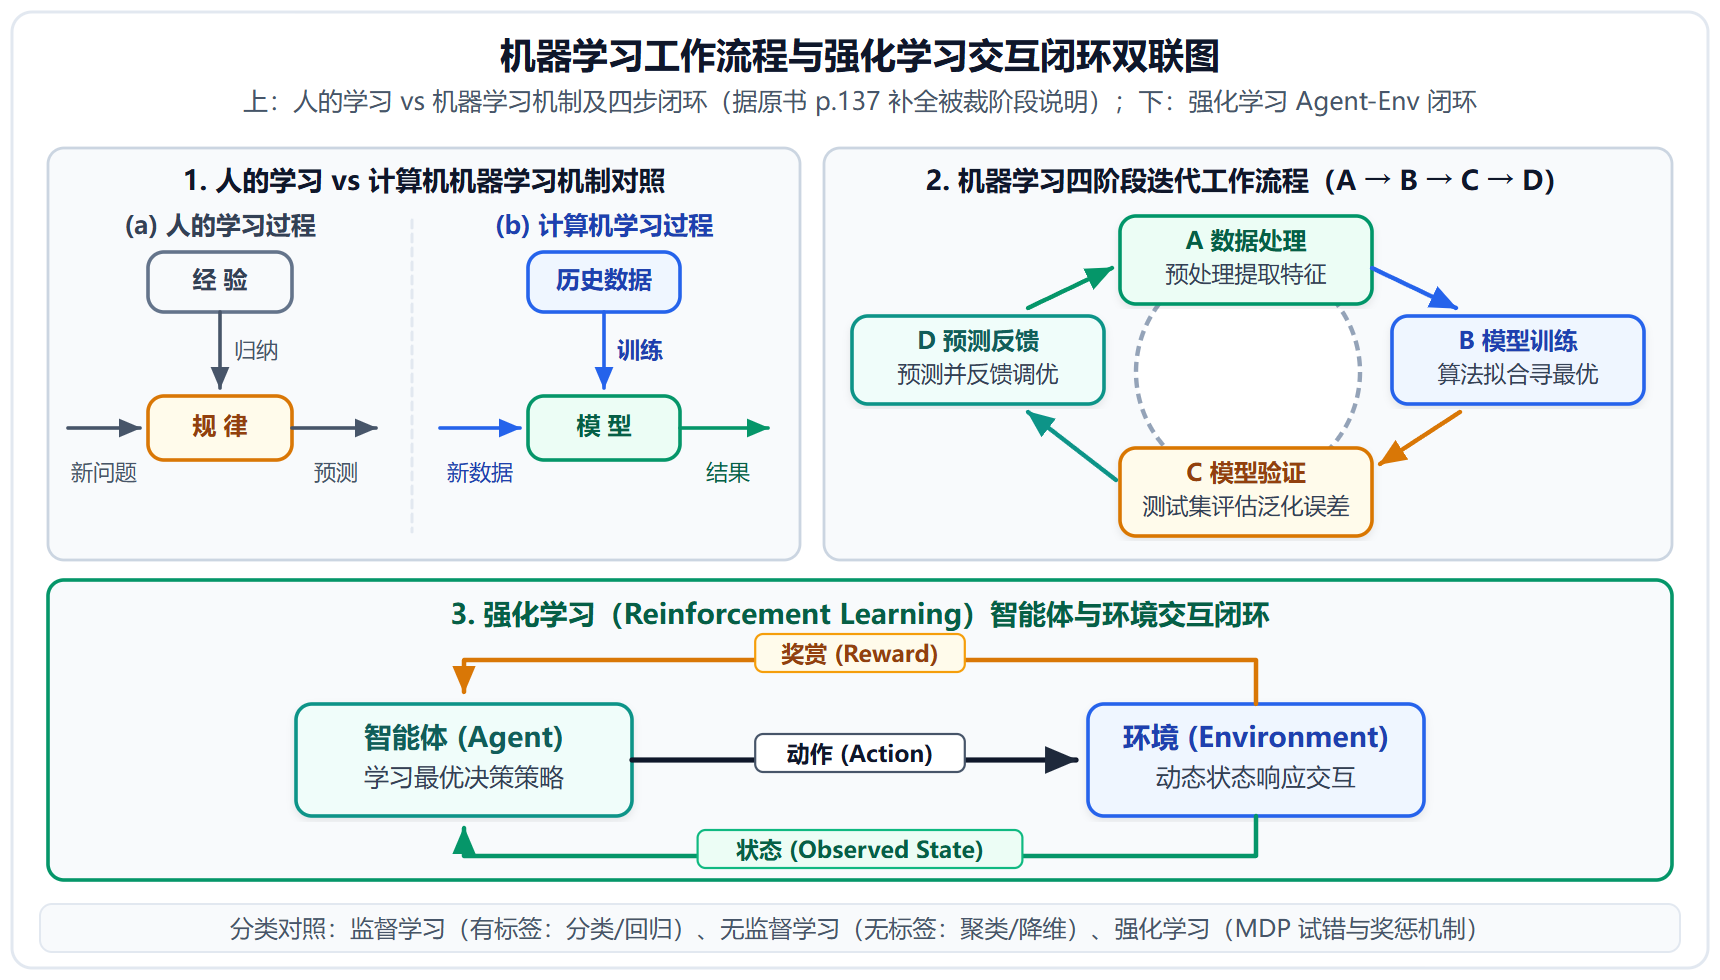 机器学习工作流程与强化学习交互闭环双联图
上：人的学习 vs 机器学习机制及四步闭环（据原书 p.137 补全被裁阶段说明）；下：强化学习 Agent-Env 闭环
1. 人的学习 vs 计算机机器学习机制对照
(a) 人的学习过程
经 验
归纳
规 律
新问题
预测
(b) 计算机学习过程
历史数据
训练
模 型
新数据
结果
2. 机器学习四阶段迭代工作流程（A → B → C → D）
A 数据处理
预处理提取特征
B 模型训练
算法拟合寻最优
C 模型验证
测试集评估泛化误差
D 预测反馈
预测并反馈调优
3. 强化学习（Reinforcement Learning）智能体与环境交互闭环
奖赏 (Reward)
智能体 (Agent)
学习最优决策策略
动作 (Action)
环境 (Environment)
动态状态响应交互
状态 (Observed State)
分类对照：监督学习（有标签：分类/回归）、无监督学习（无标签：聚类/降维）、强化学习（MDP 试错与奖惩机制）